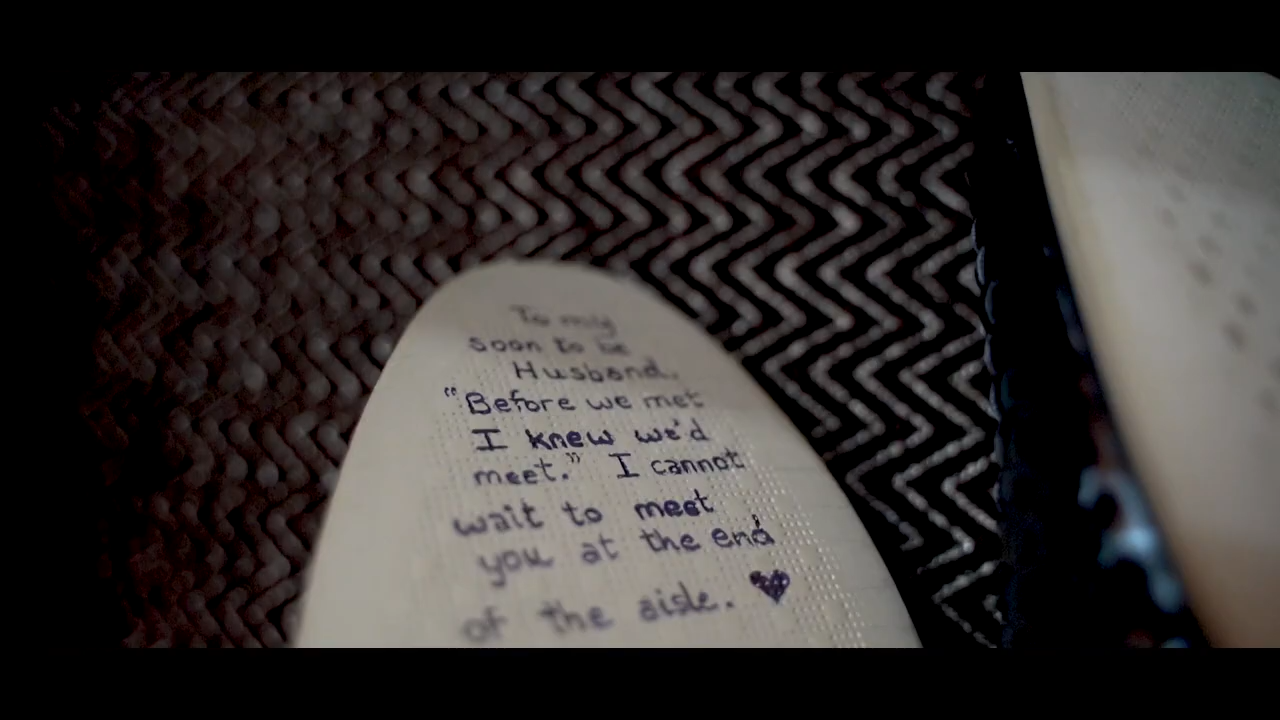 To my
soon to be
Husband,
"Before we met
I knew we'd
meet." I cannot
wait to meet
you at the end
of the aisle. ♥